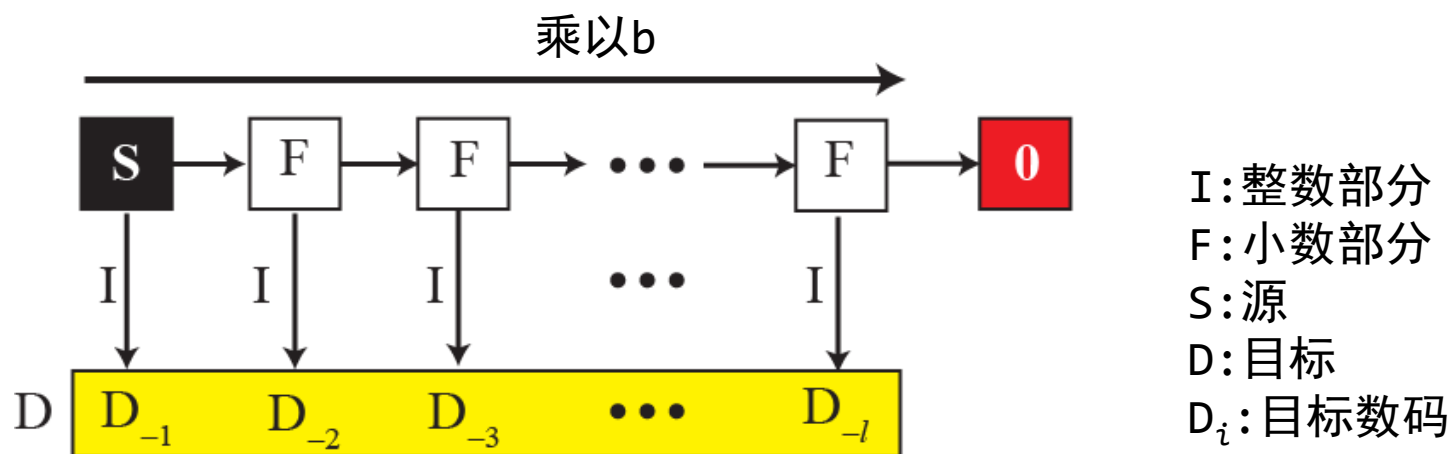 乘以b
S F F ••• F 0
I I I ••• I
D D₋₁ D₋₂ D₋₃ ••• D₋ₗ
I:整数部分
F:小数部分
S:源
D:目标
Dᵢ:目标数码